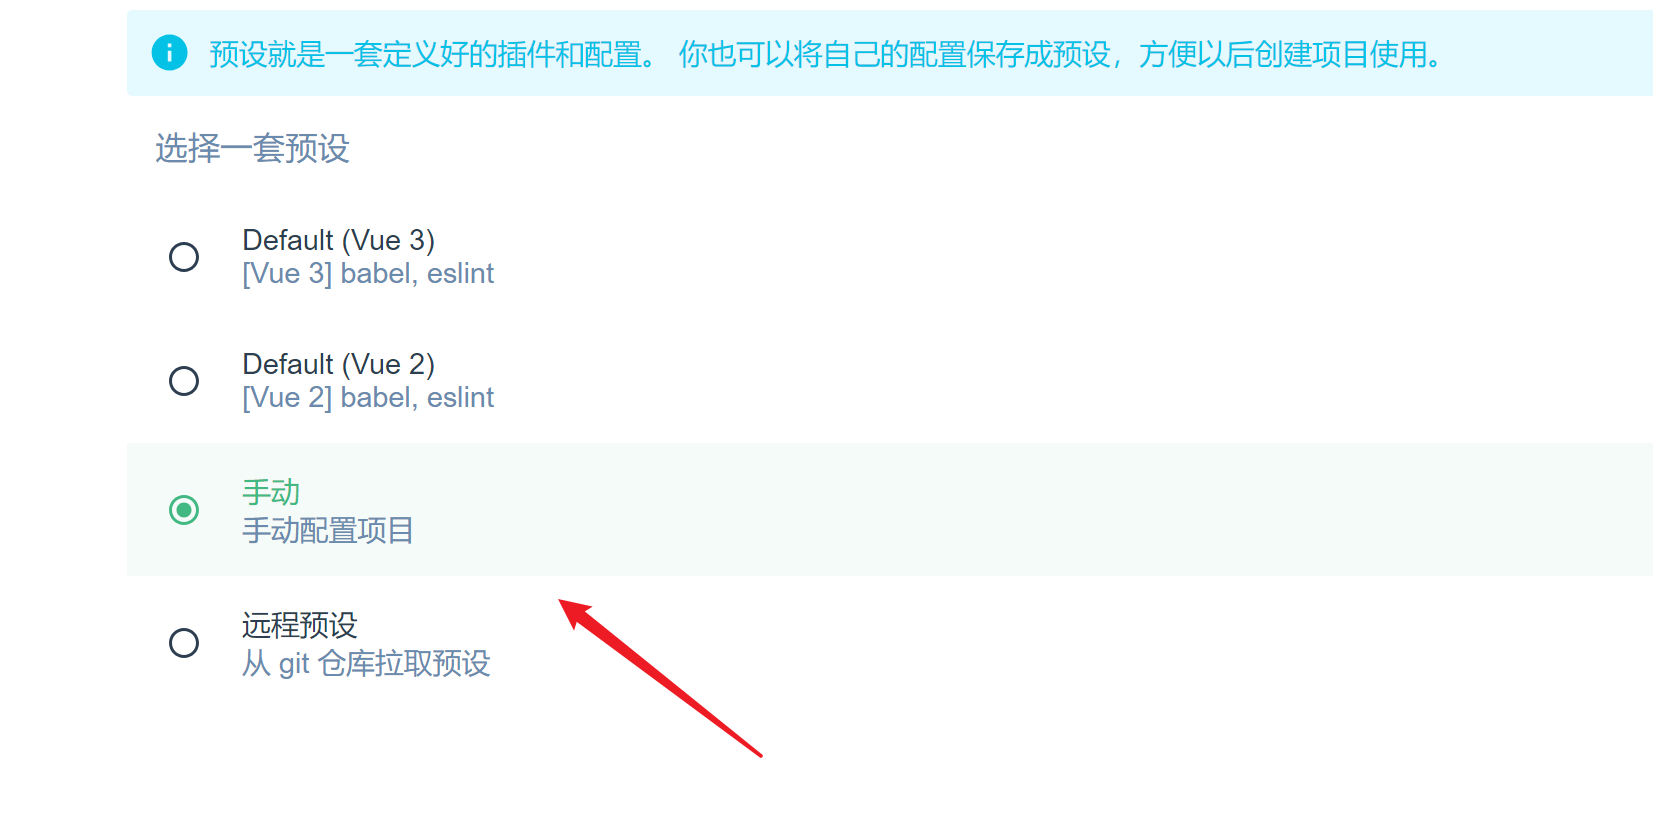 预设就是一套定义好的插件和配置。 你也可以将自己的配置保存成预设，方便以后创建项目使用。
选择一套预设
Default (Vue 3)
[Vue 3] babel, eslint
Default (Vue 2)
[Vue 2] babel, eslint
手动
手动配置项目
远程预设
从 git 仓库拉取预设